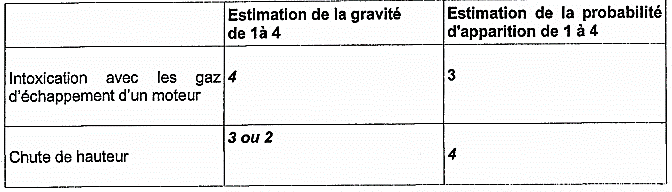 Estimation de la gravité
de 1à 4
Estimation de la probabilité
d'apparition de 1 à 4
Intoxication avec les gaz
d'échappement d'un moteur
4
3
Chute de hauteur
3 ou 2
4